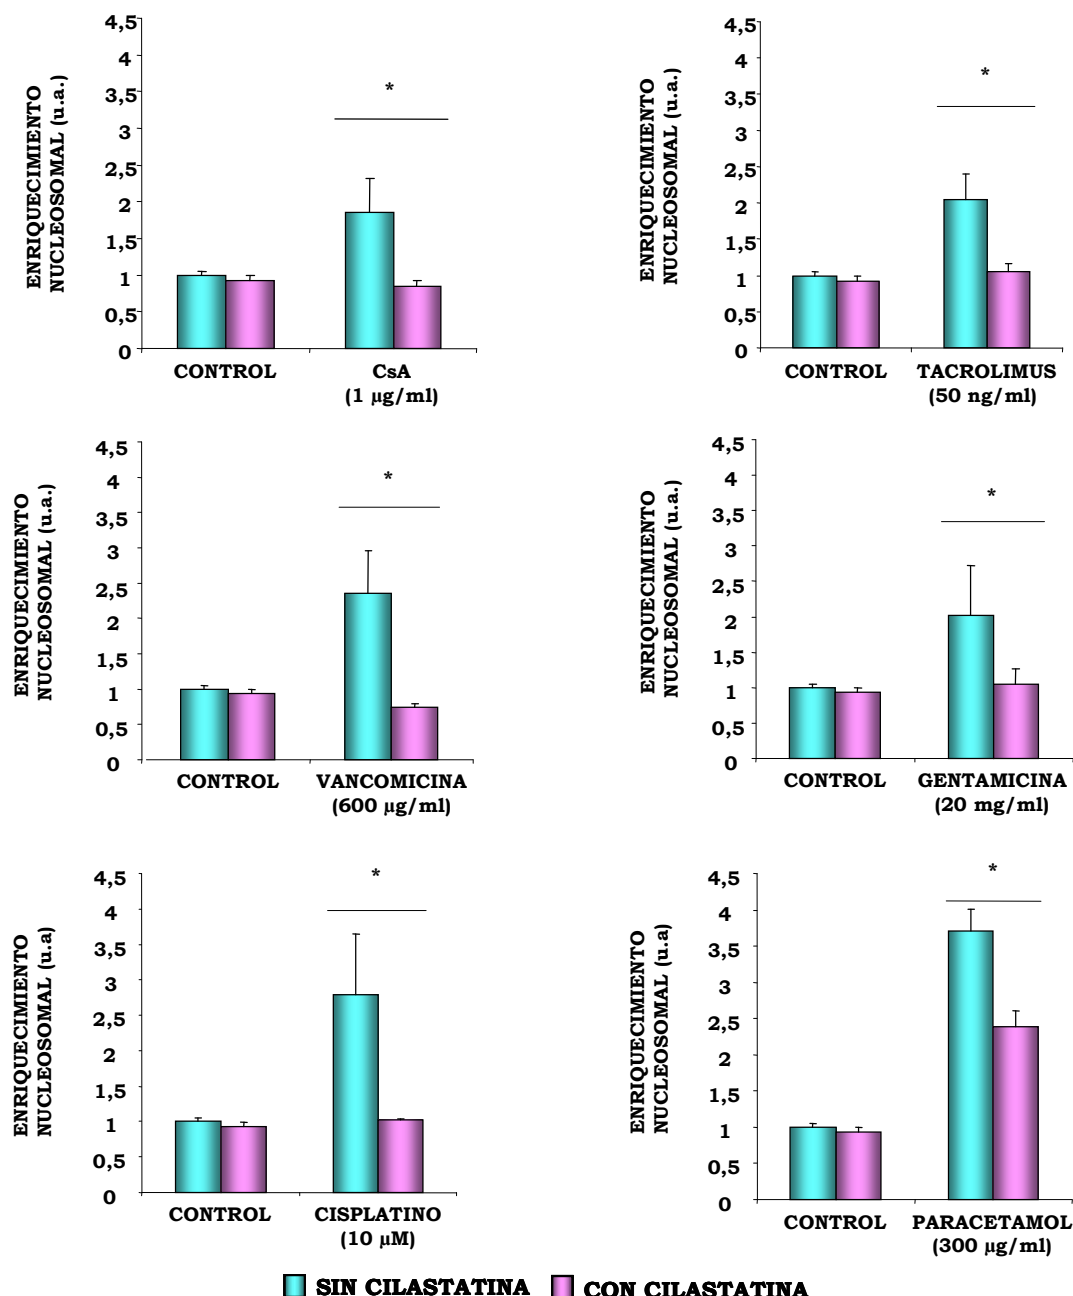 ENRIQUECIMIENTO
NUCLEOSOMAL (u.a.)
4,5
4
3,5
3
2,5
2
1,5
1
0,5
0
*
CONTROL
CsA
(1 µg/ml)
ENRIQUECIMIENTO
NUCLEOSOMAL (u.a.)
4,5
4
3,5
3
2,5
2
1,5
1
0,5
0
*
CONTROL
TACROLIMUS
(50 ng/ml)
ENRIQUECIMIENTO
NUCLEOSOMAL (u.a.)
4,5
4
3,5
3
2,5
2
1,5
1
0,5
0
*
CONTROL
VANCOMICINA
(600 µg/ml)
ENRIQUECIMIENTO
NUCLEOSOMAL (u.a.)
4,5
4
3,5
3
2,5
2
1,5
1
0,5
0
*
CONTROL
GENTAMICINA
(20 mg/ml)
ENRIQUECIMIENTO
NUCLEOSOMAL (u.a)
4,5
4
3,5
3
2,5
2
1,5
1
0,5
0
*
CONTROL
CISPLATINO
(10 µM)
ENRIQUECIMIENTO
NUCLEOSOMAL (u.a)
4,5
4
3,5
3
2,5
2
1,5
1
0,5
0
*
CONTROL
PARACETAMOL
(300 µg/ml)
SIN CILASTATINA
CON CILASTATINA